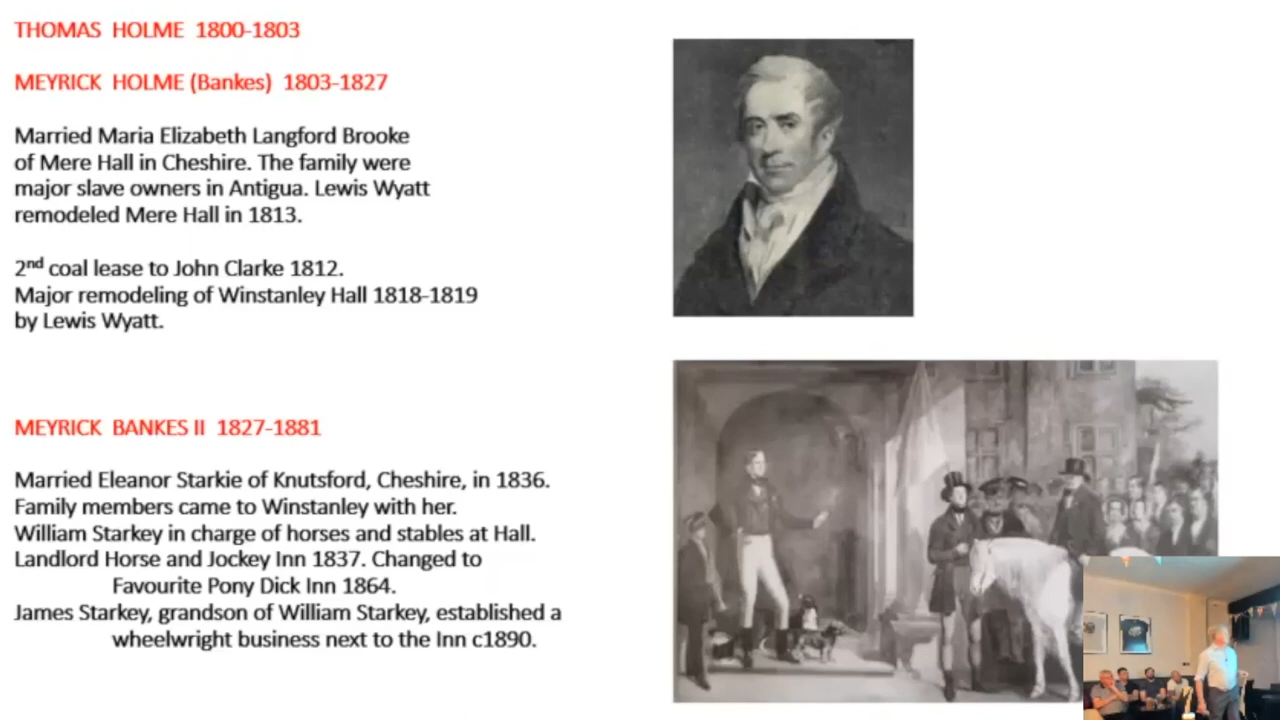 THOMAS HOLME 1800-1803
MEYRICK HOLME (Bankes) 1803-1827
Married Maria Elizabeth Langford Brooke
of Mere Hall in Cheshire. The family were
major slave owners in Antigua. Lewis Wyatt
remodeled Mere Hall in 1813.
2nd coal lease to John Clarke 1812.
Major remodeling of Winstanley Hall 1818-1819
by Lewis Wyatt.
MEYRICK BANKES II 1827-1881
Married Eleanor Starkie of Knutsford, Cheshire, in 1836.
Family members came to Winstanley with her.
William Starkey in charge of horses and stables at Hall.
Landlord Horse and Jockey Inn 1837. Changed to
Favourite Pony Dick Inn 1864.
James Starkey, grandson of William Starkey, established a
wheelwright business next to the Inn c1890.